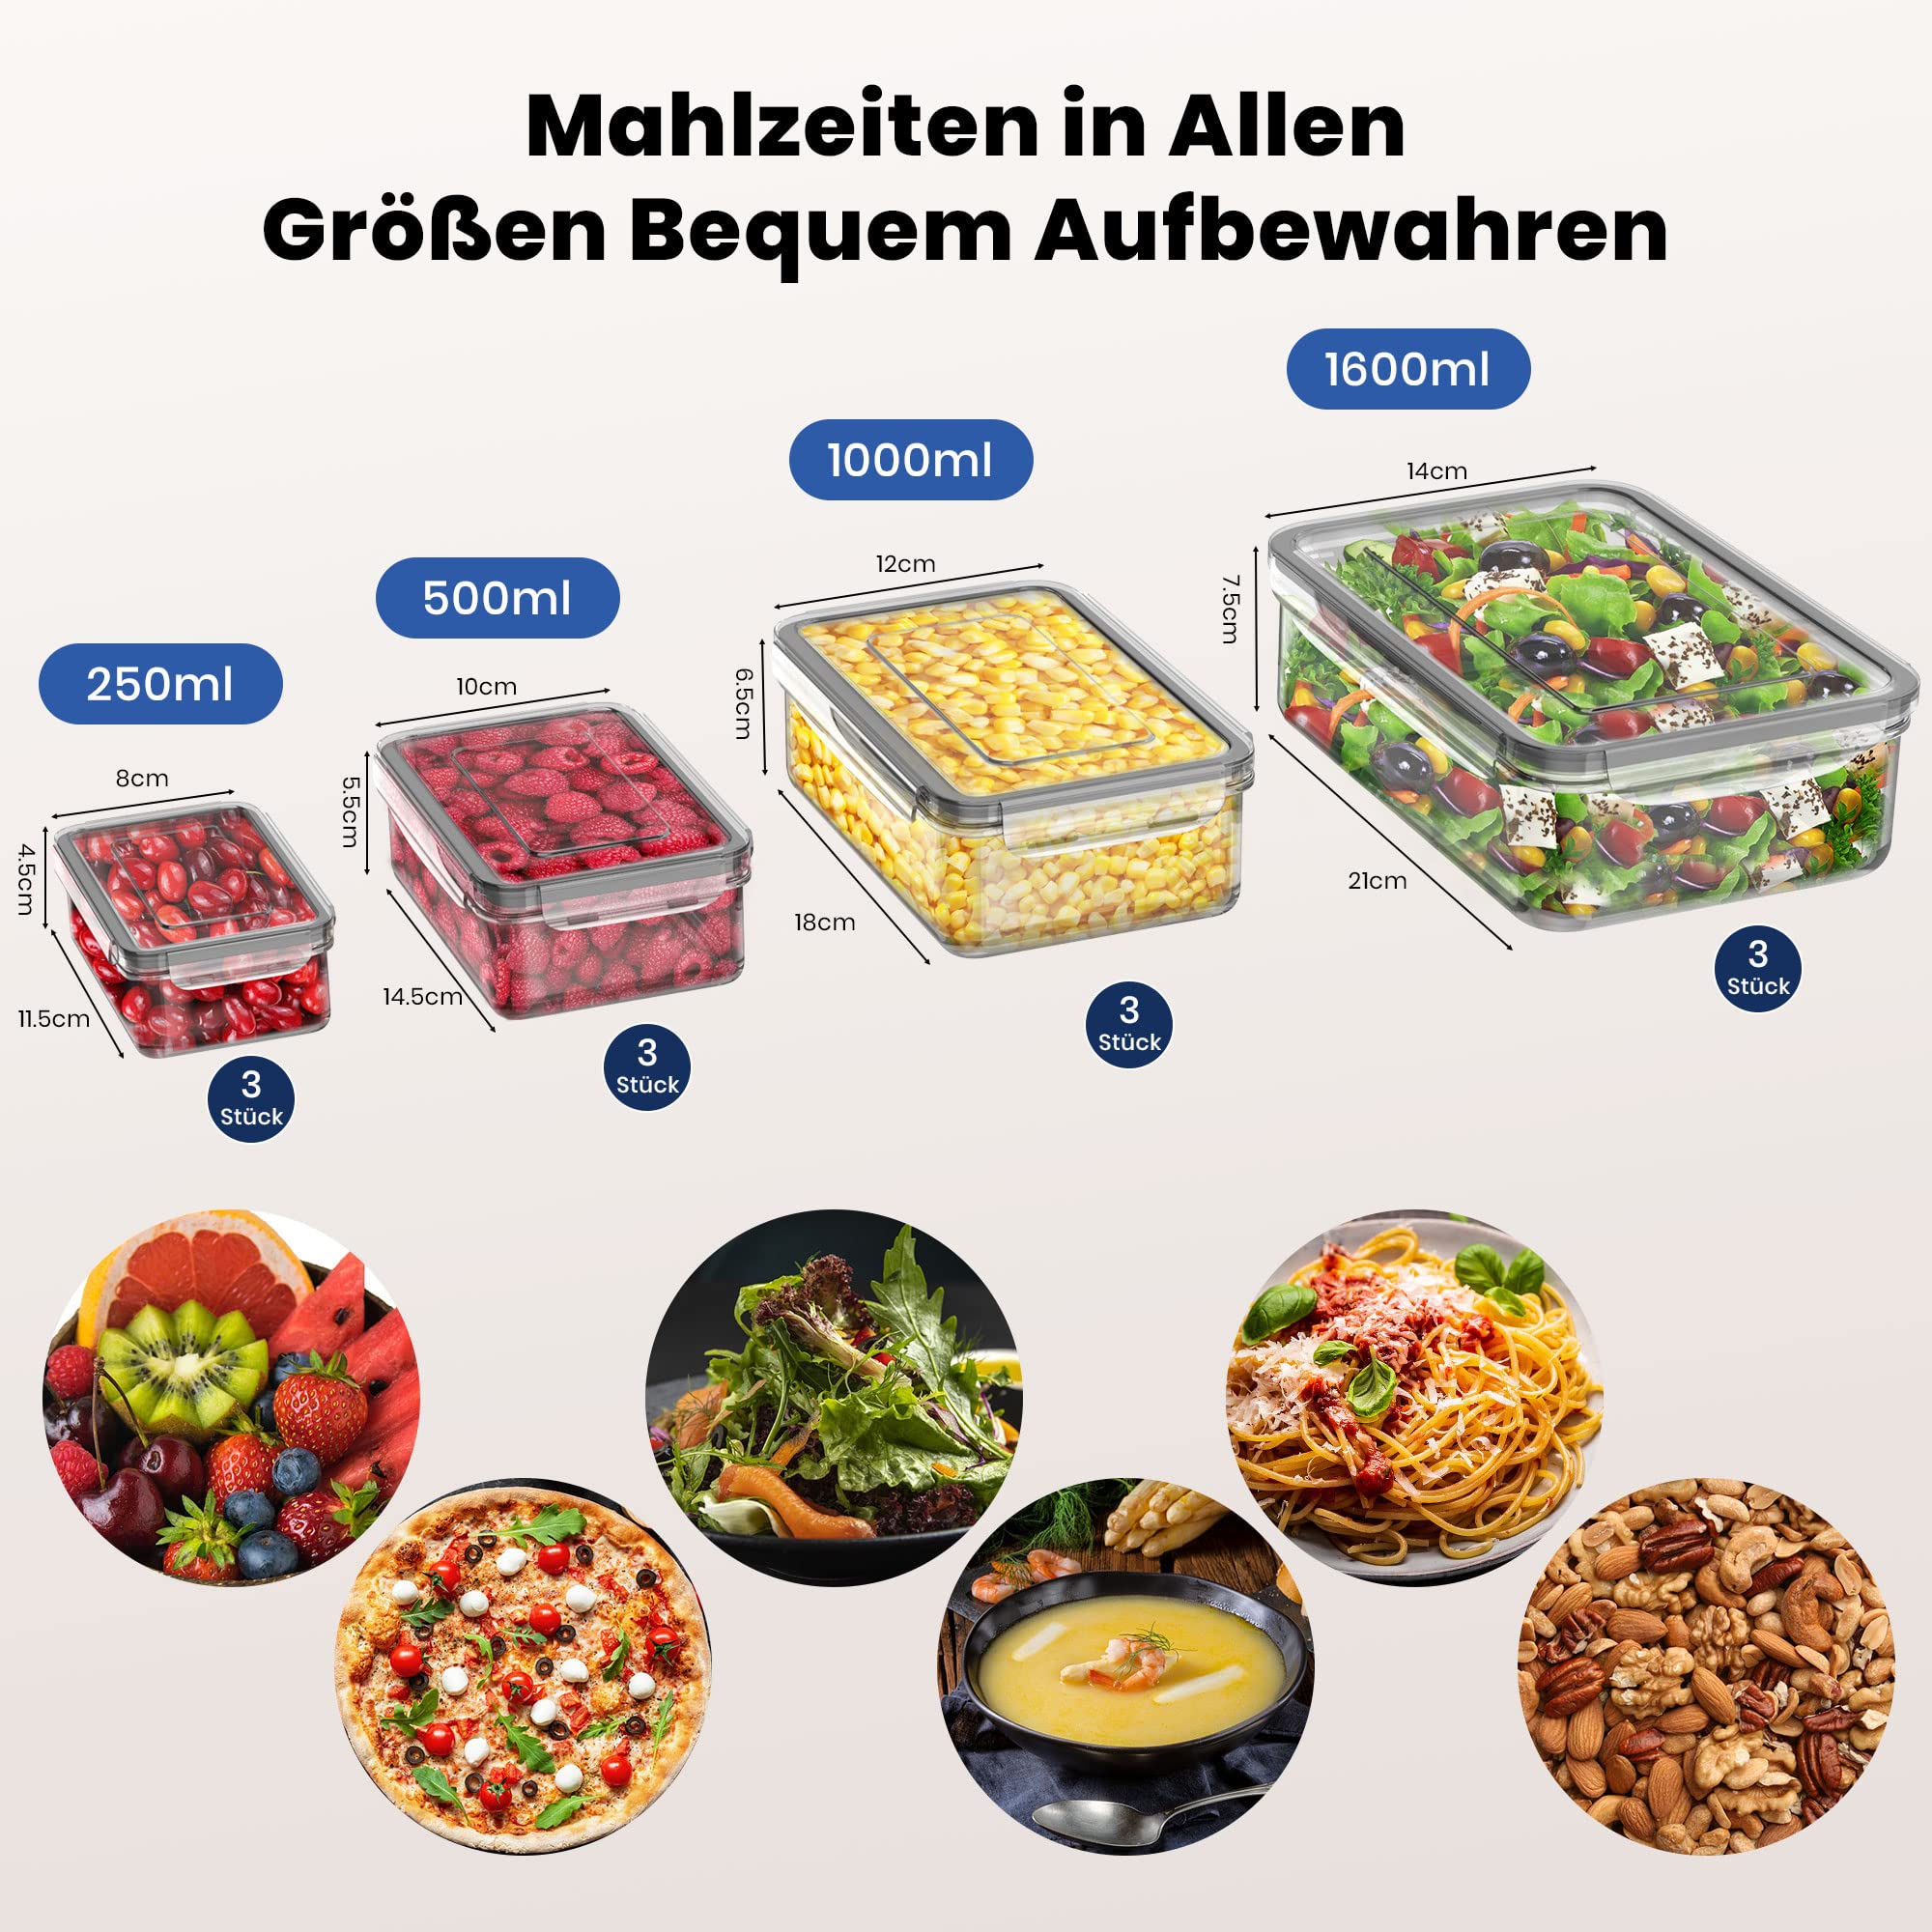 Mahlzeiten in Allen
Größen Bequem Aufbewahren
1600ml
1000ml
500ml
250ml
14cm
7.5cm
21cm
3
Stück
12cm
6.5cm
18cm
3
Stück
10cm
5.5cm
14.5cm
3
Stück
8cm
4.5cm
11.5cm
3
Stück